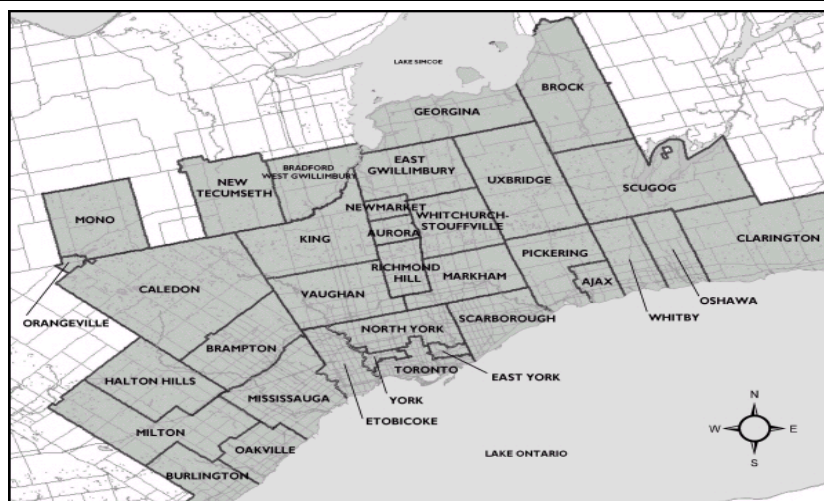 LAKE SIMCOE
BROCK
GEORGINA
EAST
GWILLIMBURY
BRADFORD
WEST GWILLIMBURY
NEW
TECUMSETH
UXBRIDGE
SCUGOG
MONO
NEWMARKET
WHITCHURCH-
STOUFFVILLE
AURORA
KING
RICHMOND
HILL
MARKHAM
PICKERING
CLARINGTON
AJAX
OSHAWA
WHITBY
CALEDON
VAUGHAN
ORANGEVILLE
NORTH YORK
SCARBOROUGH
BRAMPTON
TORONTO
EAST YORK
HALTON HILLS
MISSISSAUGA
YORK
ETOBICOKE
MILTON
OAKVILLE
BURLINGTON
LAKE ONTARIO
N
W
E
S